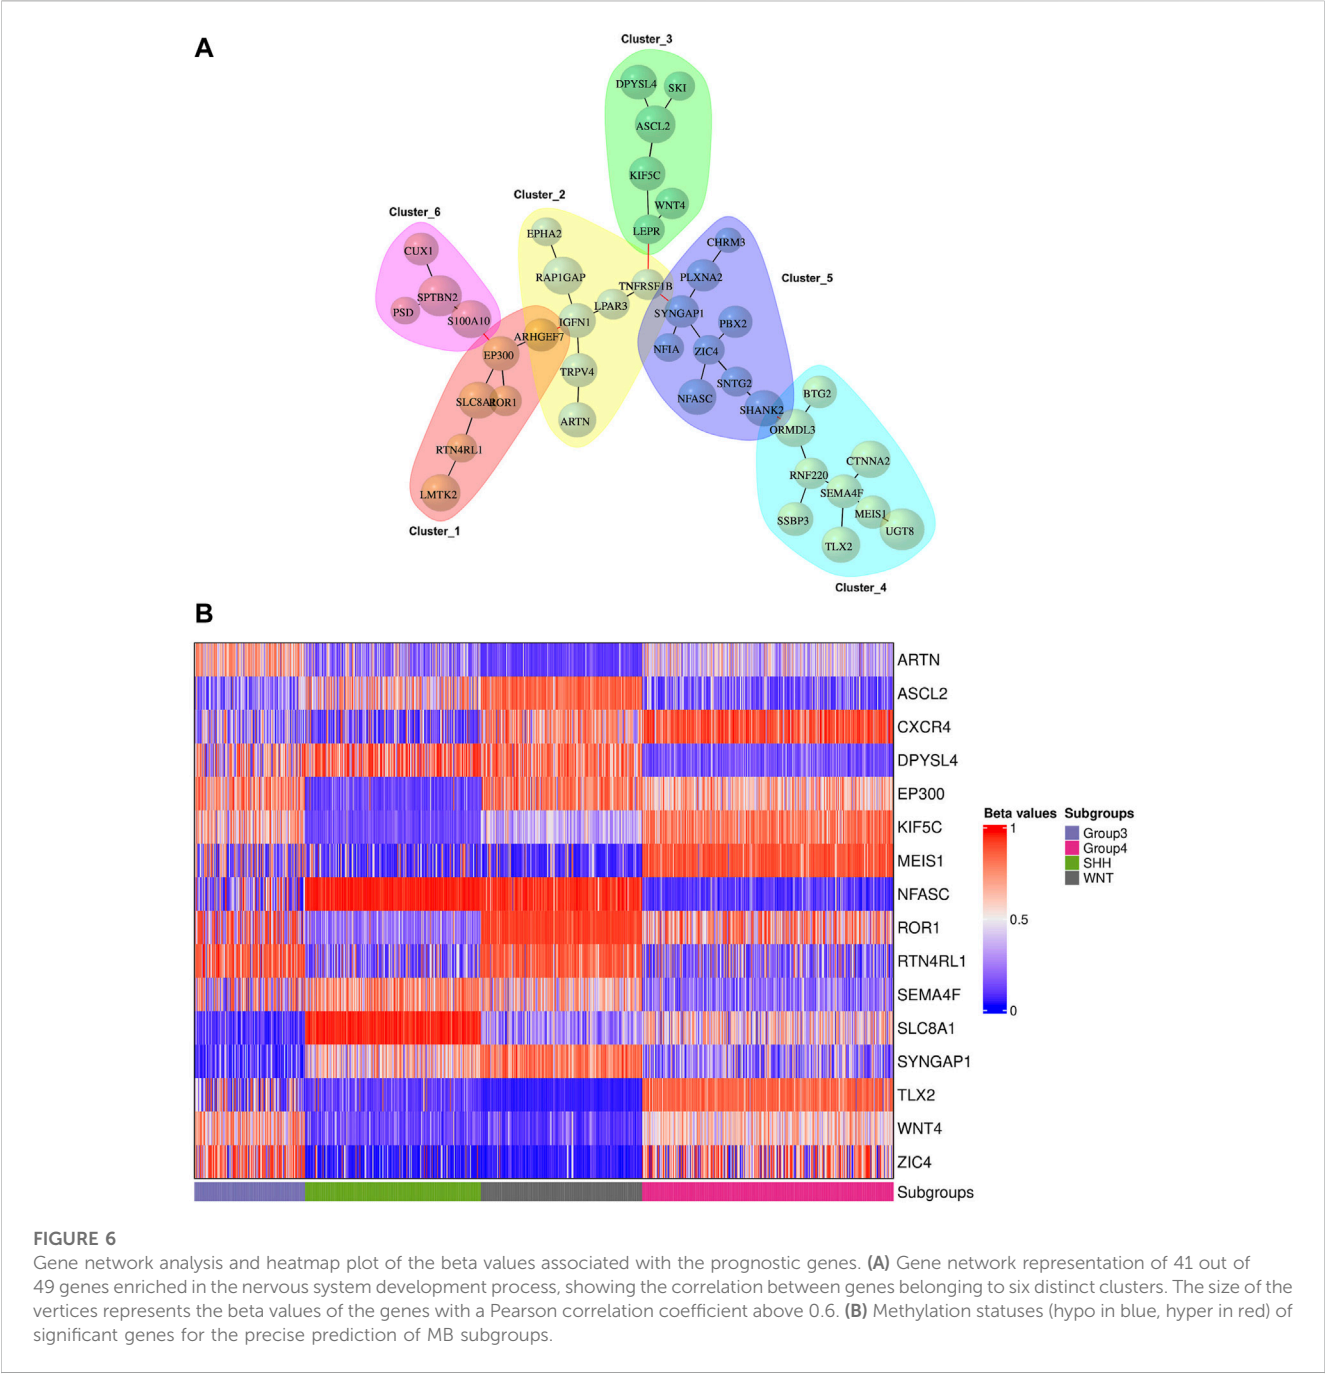 A
Cluster_3
DPYSL4
SKI
ASCL2
KIF5C
WNT4
LEPR
Cluster_2
EPHA2
RAP1GAP
TNFRSF1B
LPAR3
IGFN1
TRPV4
ARTN
Cluster_6
CUX1
SPTBN2
PSD
S100A10
ARHGEF7
EP300
SLC8A1
ROR1
RTN4RL1
LMTK2
Cluster_1
CHRM3
PLXNA2
Cluster_5
SYNGAP1
PBX2
NFIA
ZIC4
SNTG2
NFASC
SHANK2
BTG2
ORMDL3
CTNNA2
RNF220
SEMA4F
SSBP3
MEIS1
UGT8
TLX2
Cluster_4
B
ARTN
ASCL2
CXCR4
DPYSL4
EP300
KIF5C
MEIS1
NFASC
ROR1
RTN4RL1
SEMA4F
SLC8A1
SYNGAP1
TLX2
WNT4
ZIC4
Subgroups
Beta values
1
0.5
0
Subgroups
Group3
Group4
SHH
WNT
FIGURE 6
Gene network analysis and heatmap plot of the beta values associated with the prognostic genes. (A) Gene network representation of 41 out of
49 genes enriched in the nervous system development process, showing the correlation between genes belonging to six distinct clusters. The size of the
vertices represents the beta values of the genes with a Pearson correlation coefficient above 0.6. (B) Methylation statuses (hypo in blue, hyper in red) of
significant genes for the precise prediction of MB subgroups.